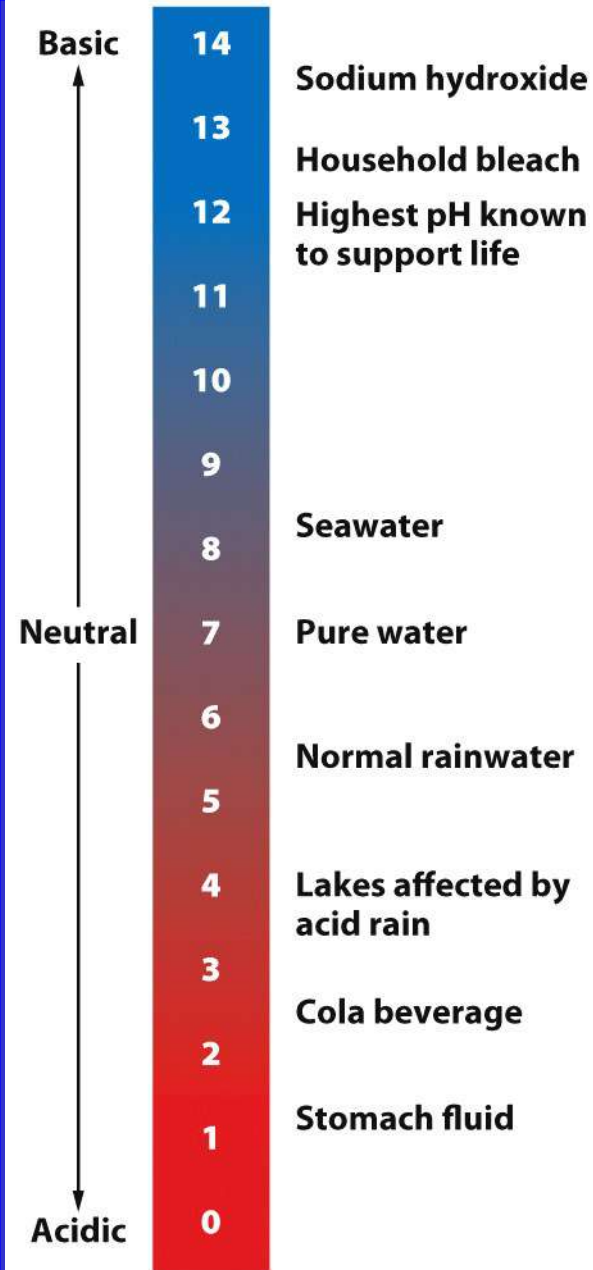 Basic
14
Sodium hydroxide
13
Household bleach
12
Highest pH known
to support life
11
10
9
Seawater
8
Neutral
7
Pure water
6
Normal rainwater
5
4
Lakes affected by
acid rain
3
Cola beverage
2
Stomach fluid
1
Acidic
0